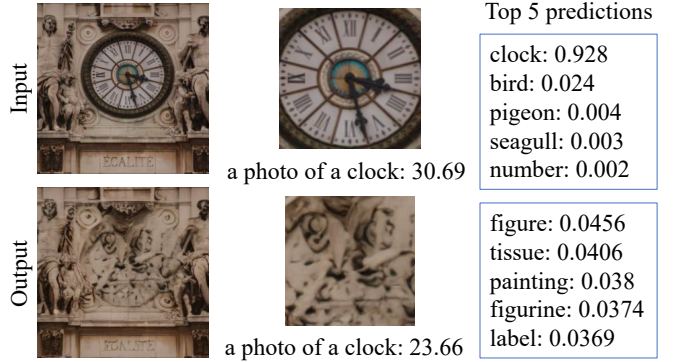 Top 5 predictions
Input
ÉGALITÉ
a photo of a clock: 30.69
clock: 0.928
bird: 0.024
pigeon: 0.004
seagull: 0.003
number: 0.002
Output
ÉGALITÉ
a photo of a clock: 23.66
figure: 0.0456
tissue: 0.0406
painting: 0.038
figurine: 0.0374
label: 0.0369